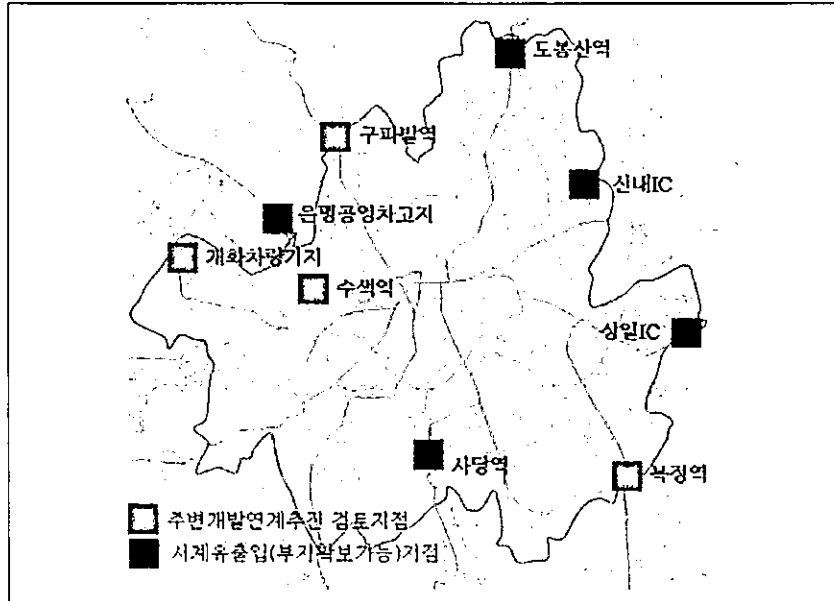 도봉산역
구파발역
신내IC
은평공영차고지
개화차량기지
수색역
상일IC
사당역
복정역
주변개발연계추진 검토지점
시계유출입(부지확보가능)지점